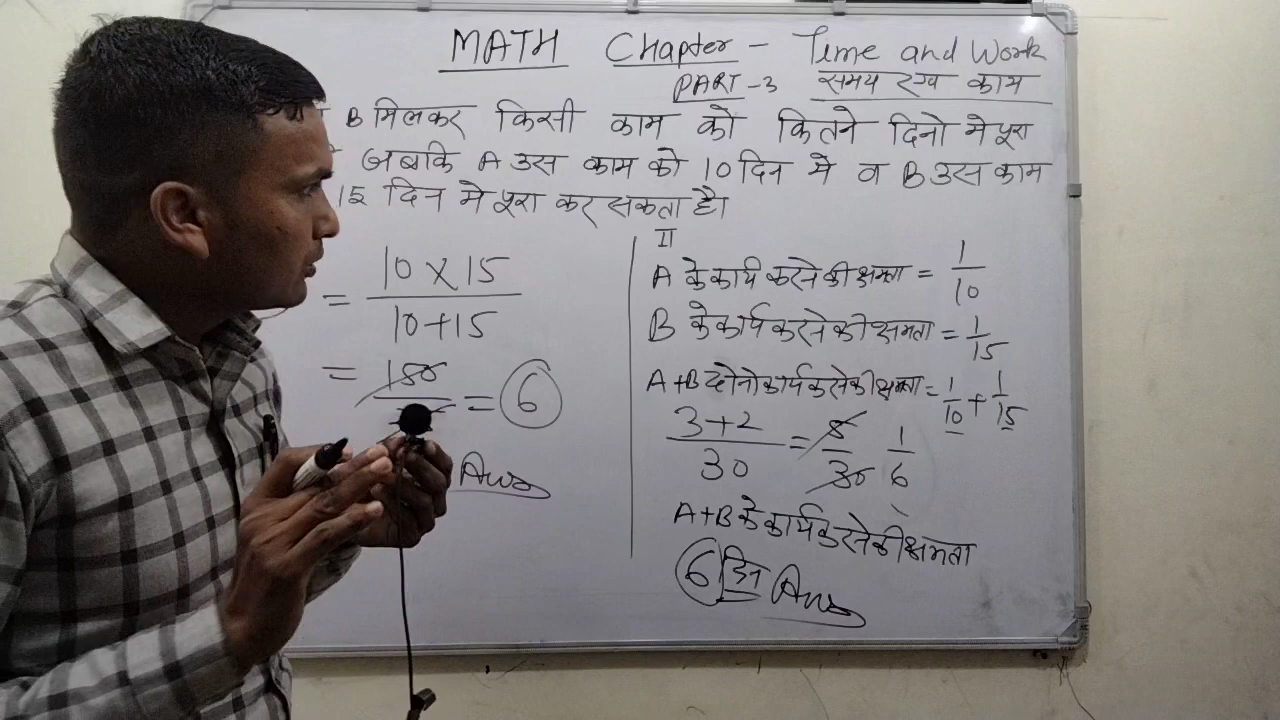 MATH Chapter - Time and Work
PART-3 समय एवं काम
B मिलकर किसी काम को कितने दिनो मे पूरा
जबकि A उस काम को 10 दिन मे व B उस काम
15 दिन मे पूरा कर सकता है।
= 10 X 15
10+15
= 150
= 6
Ans
II
A के कार्य करने की क्षमता = 1/10
B के कार्य करने की क्षमता = 1/15
A+B दोनो कार्य करने की क्षमता = 1/10 + 1/15
3+2
30
= 5/30 1/6
A+B के कार्य करने की क्षमता
6 दिन Ans